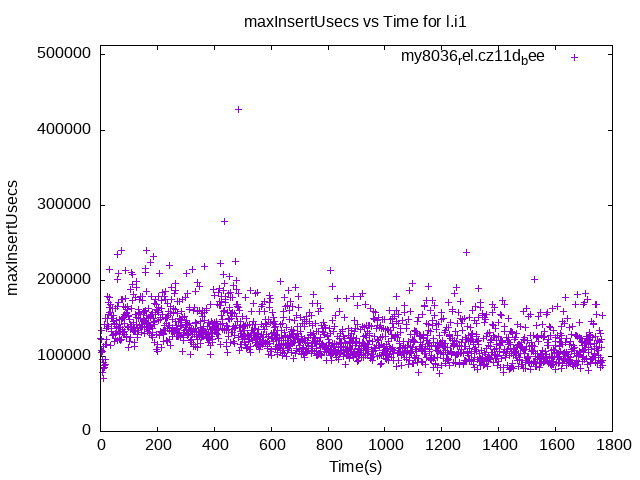 maxInsertUsecs vs Time for l.i1
my8036rel.cz11dbee
500000
400000
300000
200000
100000
0
maxInsertUsecs
0 200 400 600 800 1000 1200 1400 1600 1800
Time(s)